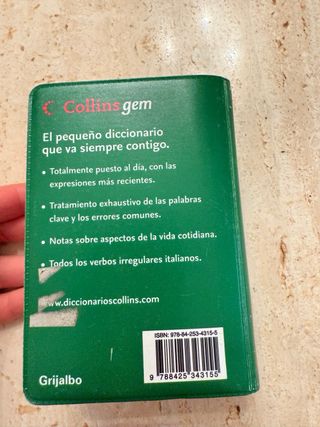 Collins gem
El pequeño diccionario
que va siempre contigo.
• Totalmente puesto al día, con las
expresiones más recientes.
• Tratamiento exhaustivo de las palabras
clave y los errores comunes.
• Notas sobre aspectos de la vida cotidiana.
• Todos los verbos irregulares italianos.
www.diccionarioscollins.com
ISBN: 978-84-253-4315-5
9 788425 343155
Grijalbo